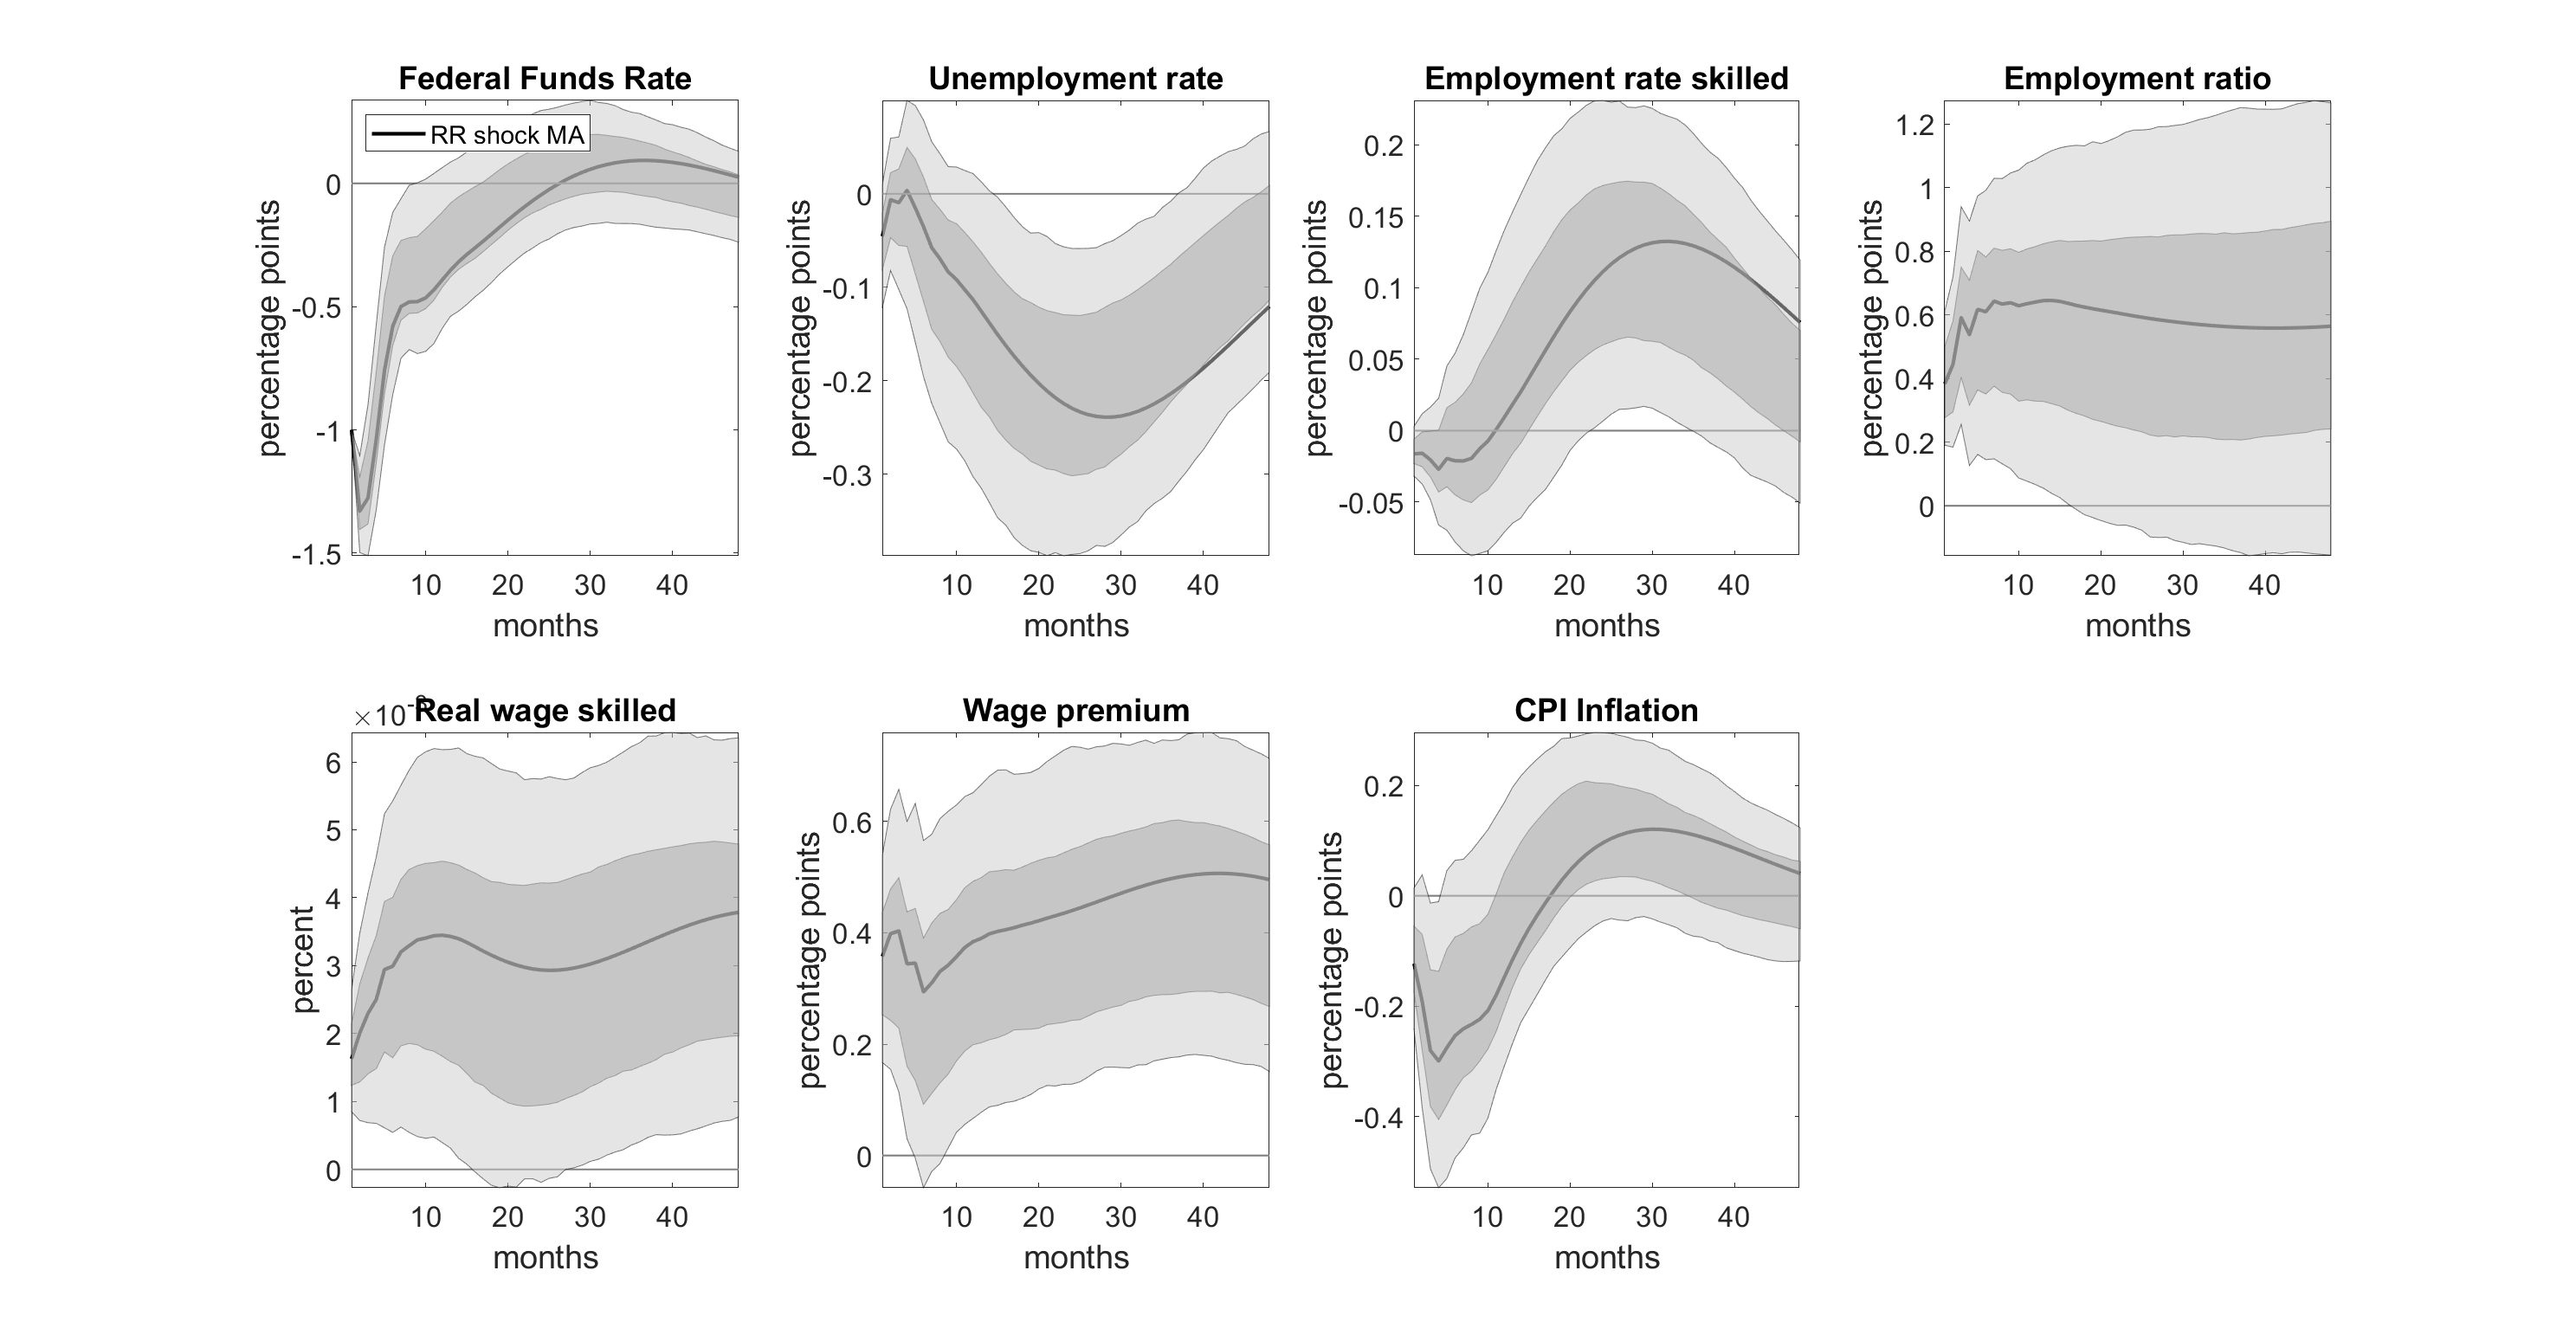 Federal Funds Rate
RR shock MA
percentage points
0
-0.5
-1
-1.5
10 20 30 40
months
Unemployment rate
percentage points
0
-0.1
-0.2
-0.3
10 20 30 40
months
Employment rate skilled
percentage points
0.2
0.15
0.1
0.05
0
-0.05
10 20 30 40
months
Employment ratio
percentage points
1.2
1
0.8
0.6
0.4
0.2
0
10 20 30 40
months
×10
Real wage skilled
percent
6
5
4
3
2
1
0
10 20 30 40
months
Wage premium
percentage points
0.6
0.4
0.2
0
10 20 30 40
months
CPI Inflation
percentage points
0.2
0
-0.2
-0.4
10 20 30 40
months